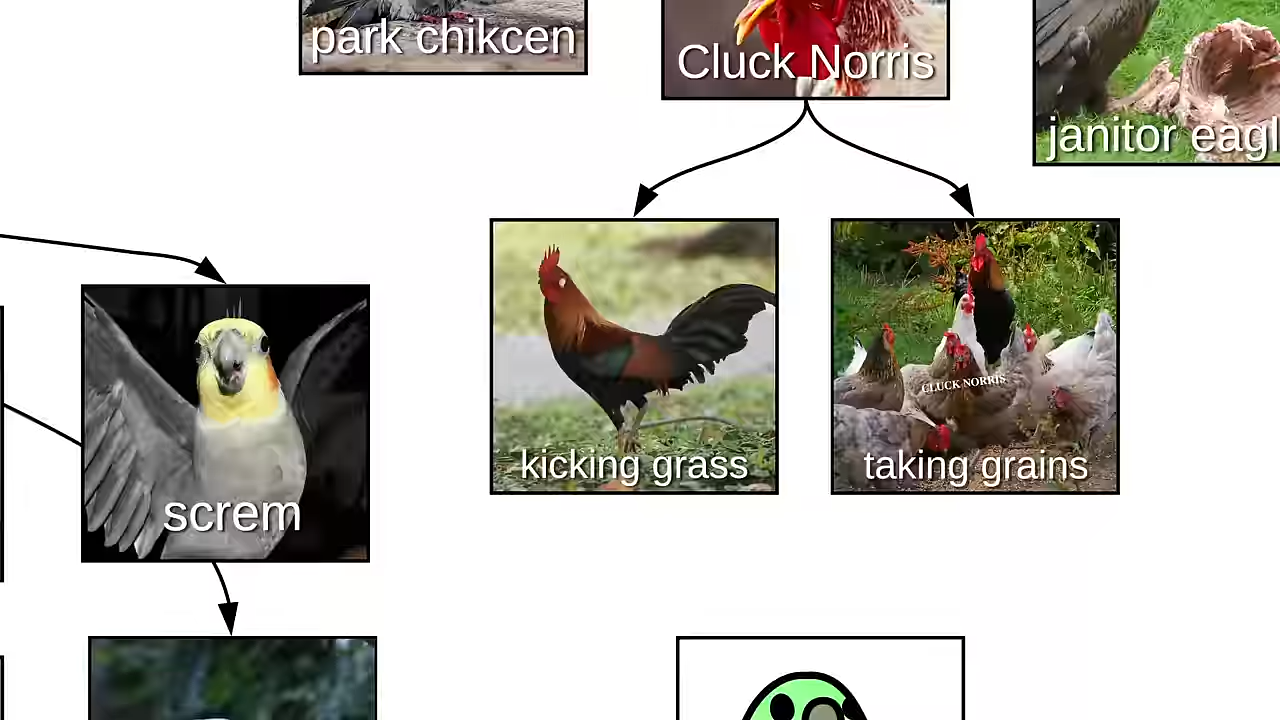 park chikcen
Cluck Norris
janitor eagl
CLUCK NORRIS
kicking grass
taking grains
screm